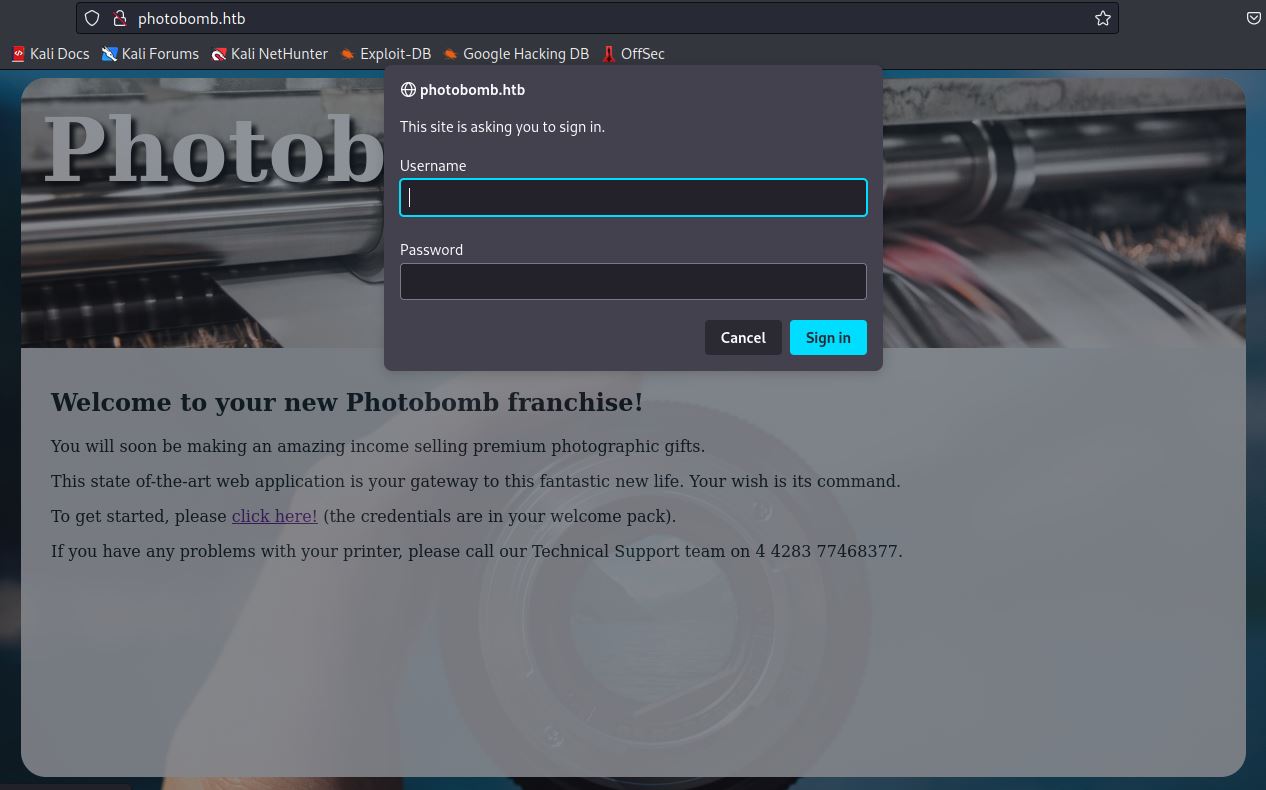 photobomb.htb
Kali Docs Kali Forums Kali NetHunter Exploit-DB Google Hacking DB OffSec
Photob
photobomb.htb
This site is asking you to sign in.
Username
Password
Cancel Sign in
Welcome to your new Photobomb franchise!
You will soon be making an amazing income selling premium photographic gifts.
This state of-the-art web application is your gateway to this fantastic new life. Your wish is its command.
To get started, please click here! (the credentials are in your welcome pack).
If you have any problems with your printer, please call our Technical Support team on 4 4283 77468377.